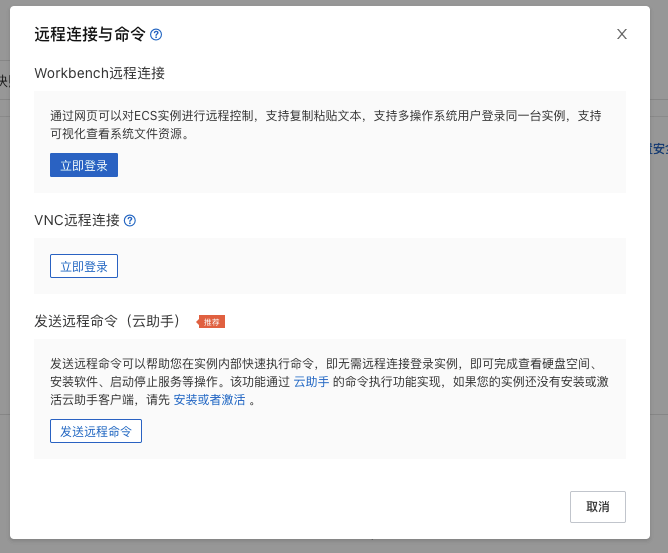 远程连接与命令
Workbench远程连接
通过网页可以对ECS实例进行远程控制，支持复制粘贴文本，支持多操作系统用户登录同一台实例，支持
可视化查看系统文件资源。
立即登录
VNC远程连接
立即登录
发送远程命令（云助手）
推荐
发送远程命令可以帮助您在实例内部快速执行命令，即无需远程连接登录实例，即可完成查看硬盘空间、
安装软件、启动停止服务等操作。该功能通过 云助手 的命令执行功能实现，如果您的实例还没有安装或激
活云助手客户端，请先 安装或者激活 。
发送远程命令
取消